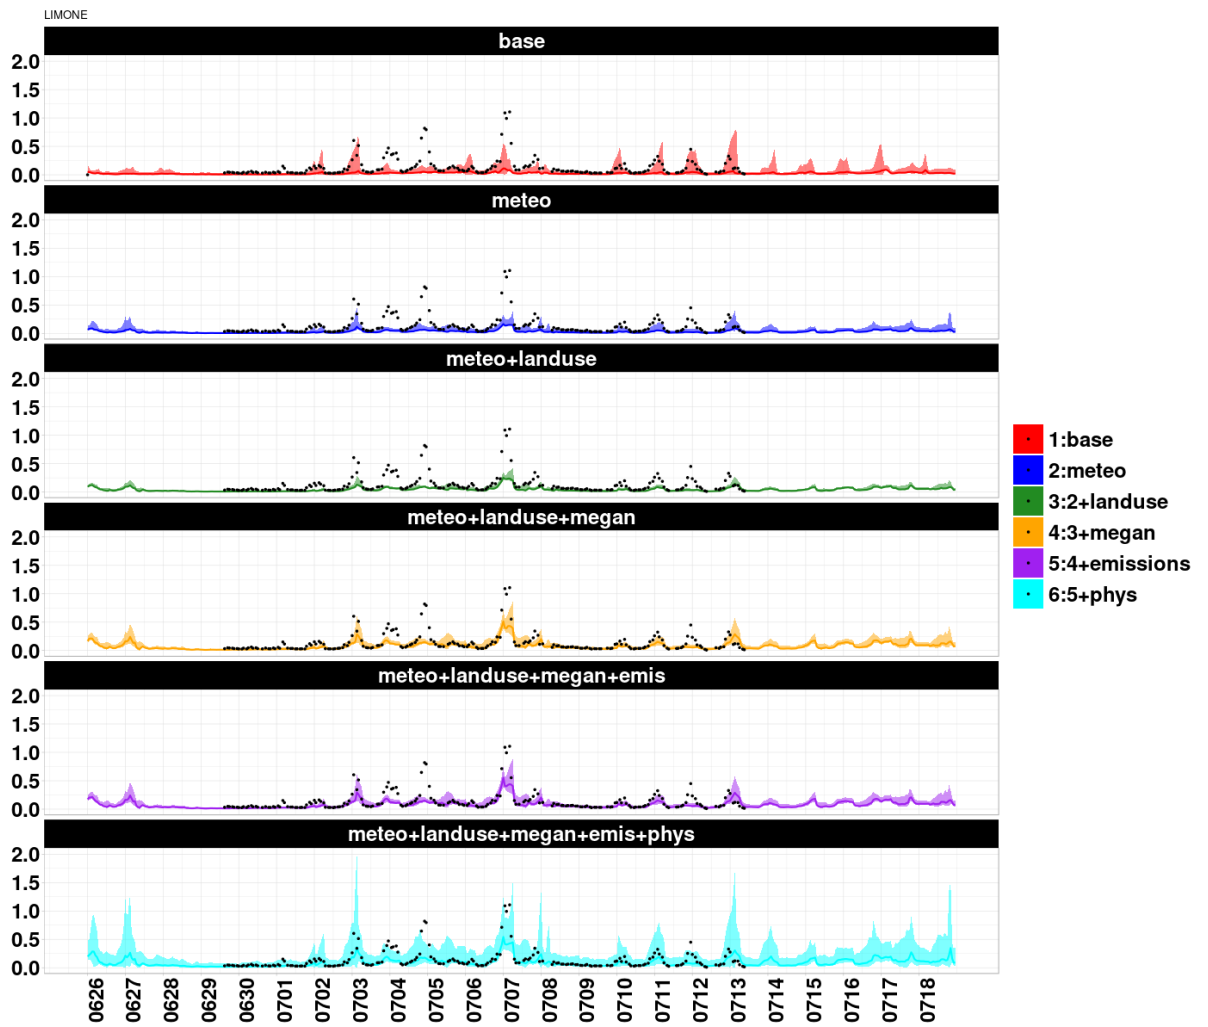 LIMONE
base
2.0
1.5
1.0
0.5
0.0
meteo
2.0
1.5
1.0
0.5
0.0
meteo+landuse
2.0
1.5
1.0
0.5
0.0
meteo+landuse+megan
2.0
1.5
1.0
0.5
0.0
meteo+landuse+megan+emis
2.0
1.5
1.0
0.5
0.0
meteo+landuse+megan+emis+phys
2.0
1.5
1.0
0.5
0.0
0626 0627 0628 0629 0630 0701 0702 0703 0704 0705 0706 0707 0708 0709 0710 0711 0712 0713 0714 0715 0716 0717 0718
1:base
2:meteo
3:2+landuse
4:3+megan
5:4+emissions
6:5+phys